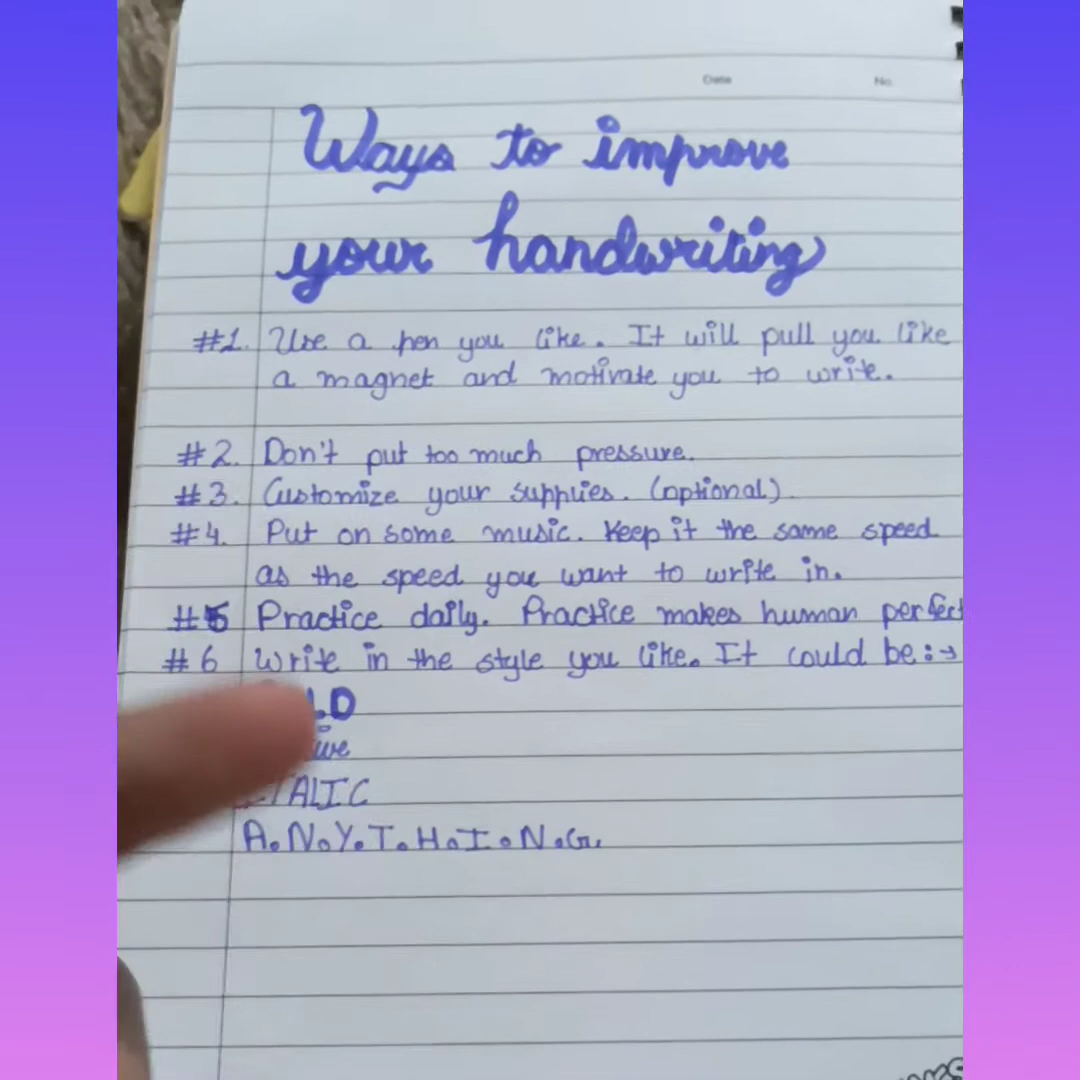 Date No.
Ways to improve
your handwriting
#1. Use a pen you like. It will pull you like
a magnet and motivate you to write.
#2. Don't put too much pressure.
#3. Customize your supplies. (optional)
#4. Put on some music. Keep it the same speed
as the speed you want to write in.
#5 Practice daily. Practice makes human perfect
#6 Write in the style you like. It could be:→
A.N.Y.T.H.I.N.G.